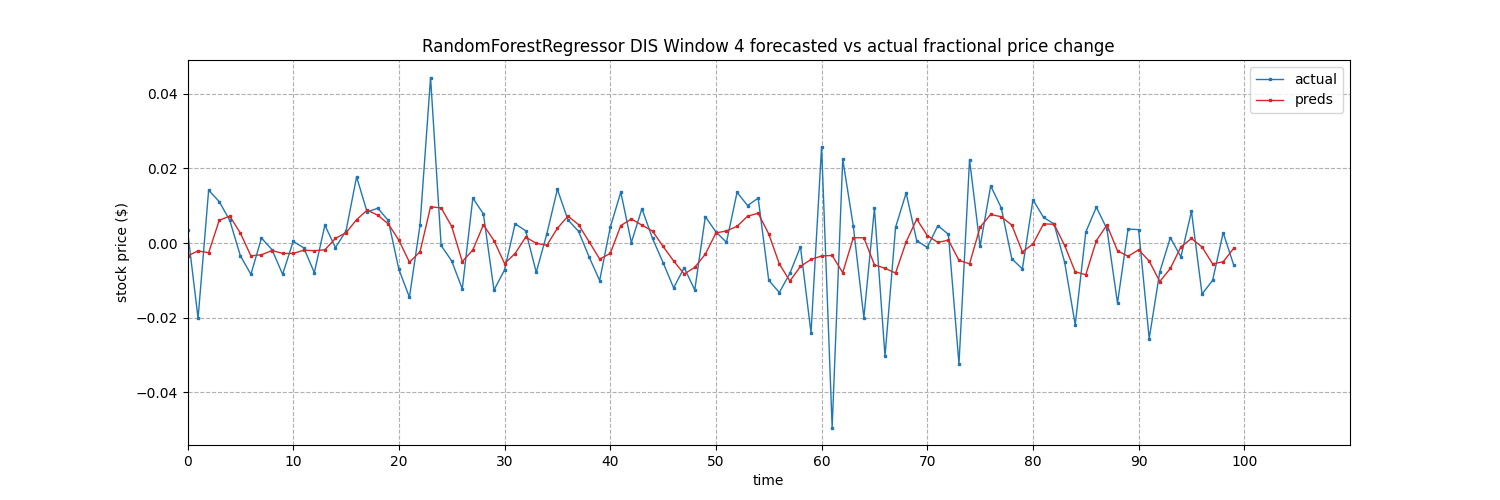 RandomForestRegressor DIS Window 4 forecasted vs actual fractional price change
actual
preds
0.04
0.02
0.00
−0.02
−0.04
stock price ($)
0 10 20 30 40 50 60 70 80 90 100
time